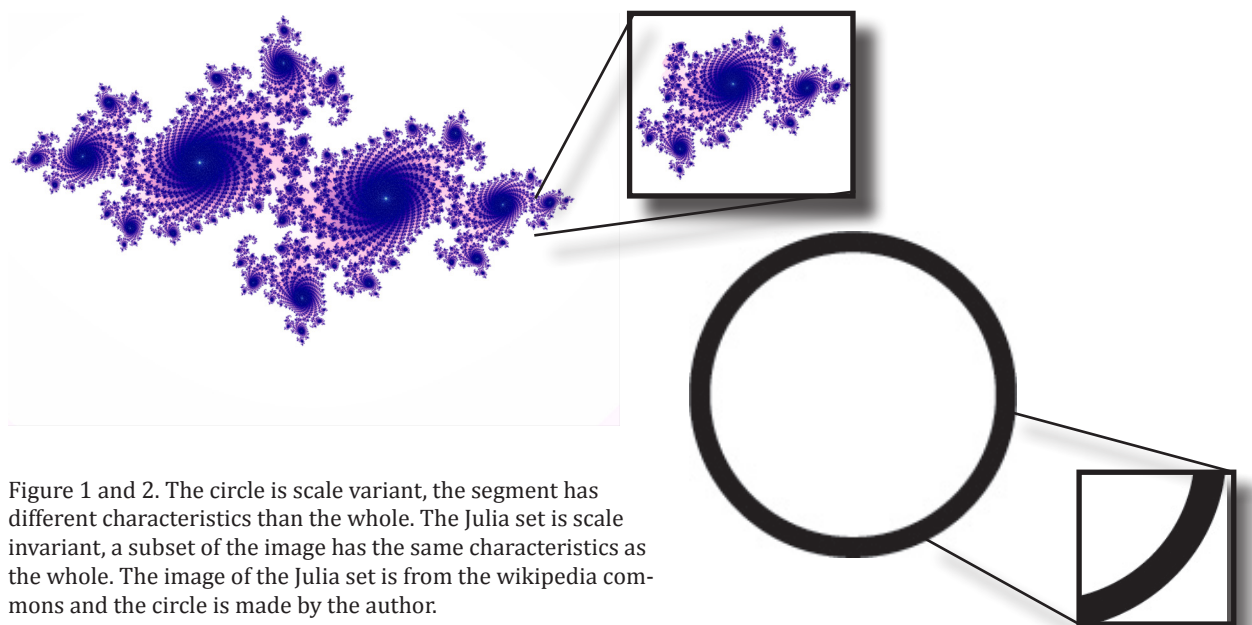 Figure 1 and 2. The circle is scale variant, the segment has
different characteristics than the whole. The Julia set is scale
invariant, a subset of the image has the same characteristics as
the whole. The image of the Julia set is from the wikipedia com-
mons and the circle is made by the author.